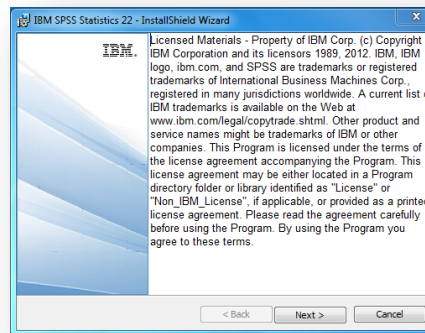 IBM SPSS Statistics 22 - InstallShield Wizard
IBM.
Licensed Materials - Property of IBM Corp. (c) Copyright
IBM Corporation and its licensors 1989, 2012. IBM, IBM
logo, ibm.com, and SPSS are trademarks or registered
trademarks of International Business Machines Corp.,
registered in many jurisdictions worldwide. A current list
IBM trademarks is available on the Web at
www.ibm.com/legal/copytrade.shtml. Other product and
service names might be trademarks of IBM or other
companies. This Program is licensed under the terms of
the license agreement accompanying the Program. This
license agreement may be either located in a Program
directory folder or library identified as "License" or
"Non_IBM_License", if applicable, or provided as a printe
license agreement. Please read the agreement carefully
before using the Program. By using the Program you
agree to these terms.
< Back
Next >
Cancel